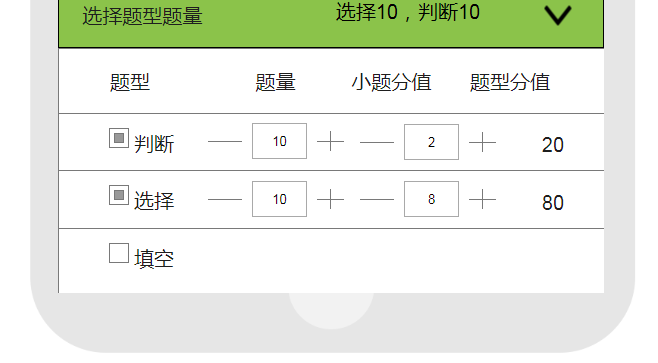 选择题型题量 选择10，判断10
题型 题量 小题分值 题型分值
判断 10 2 20
选择 10 8 80
填空